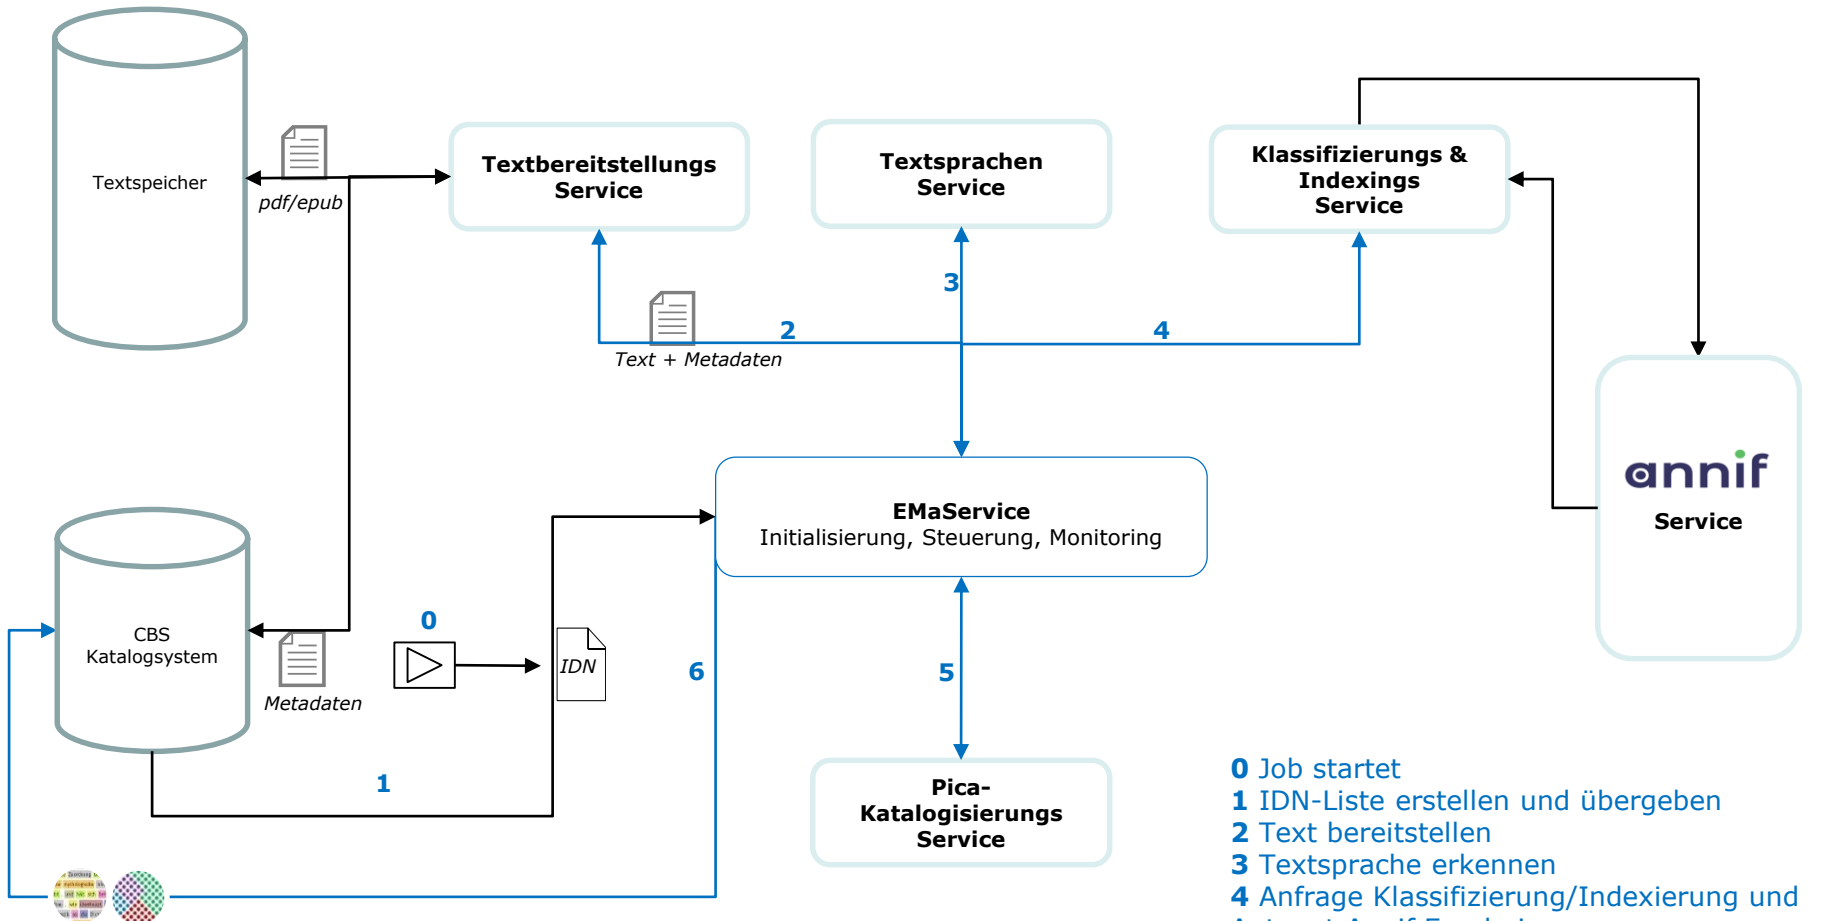 Textspeicher
pdf/epub
Textbereitstellungs
Service
Textsprachen
Service
Klassifizierungs &
Indexings
Service
3
2
4
Text + Metadaten
annif
Service
EMaService
Initialisierung, Steuerung, Monitoring
CBS
Katalogsystem
Metadaten
0
IDN
6
5
1
Pica-
Katalogisierungs
Service
0 Job startet
1 IDN-Liste erstellen und übergeben
2 Text bereitstellen
3 Textsprache erkennen
4 Anfrage Klassifizierung/Indexierung und